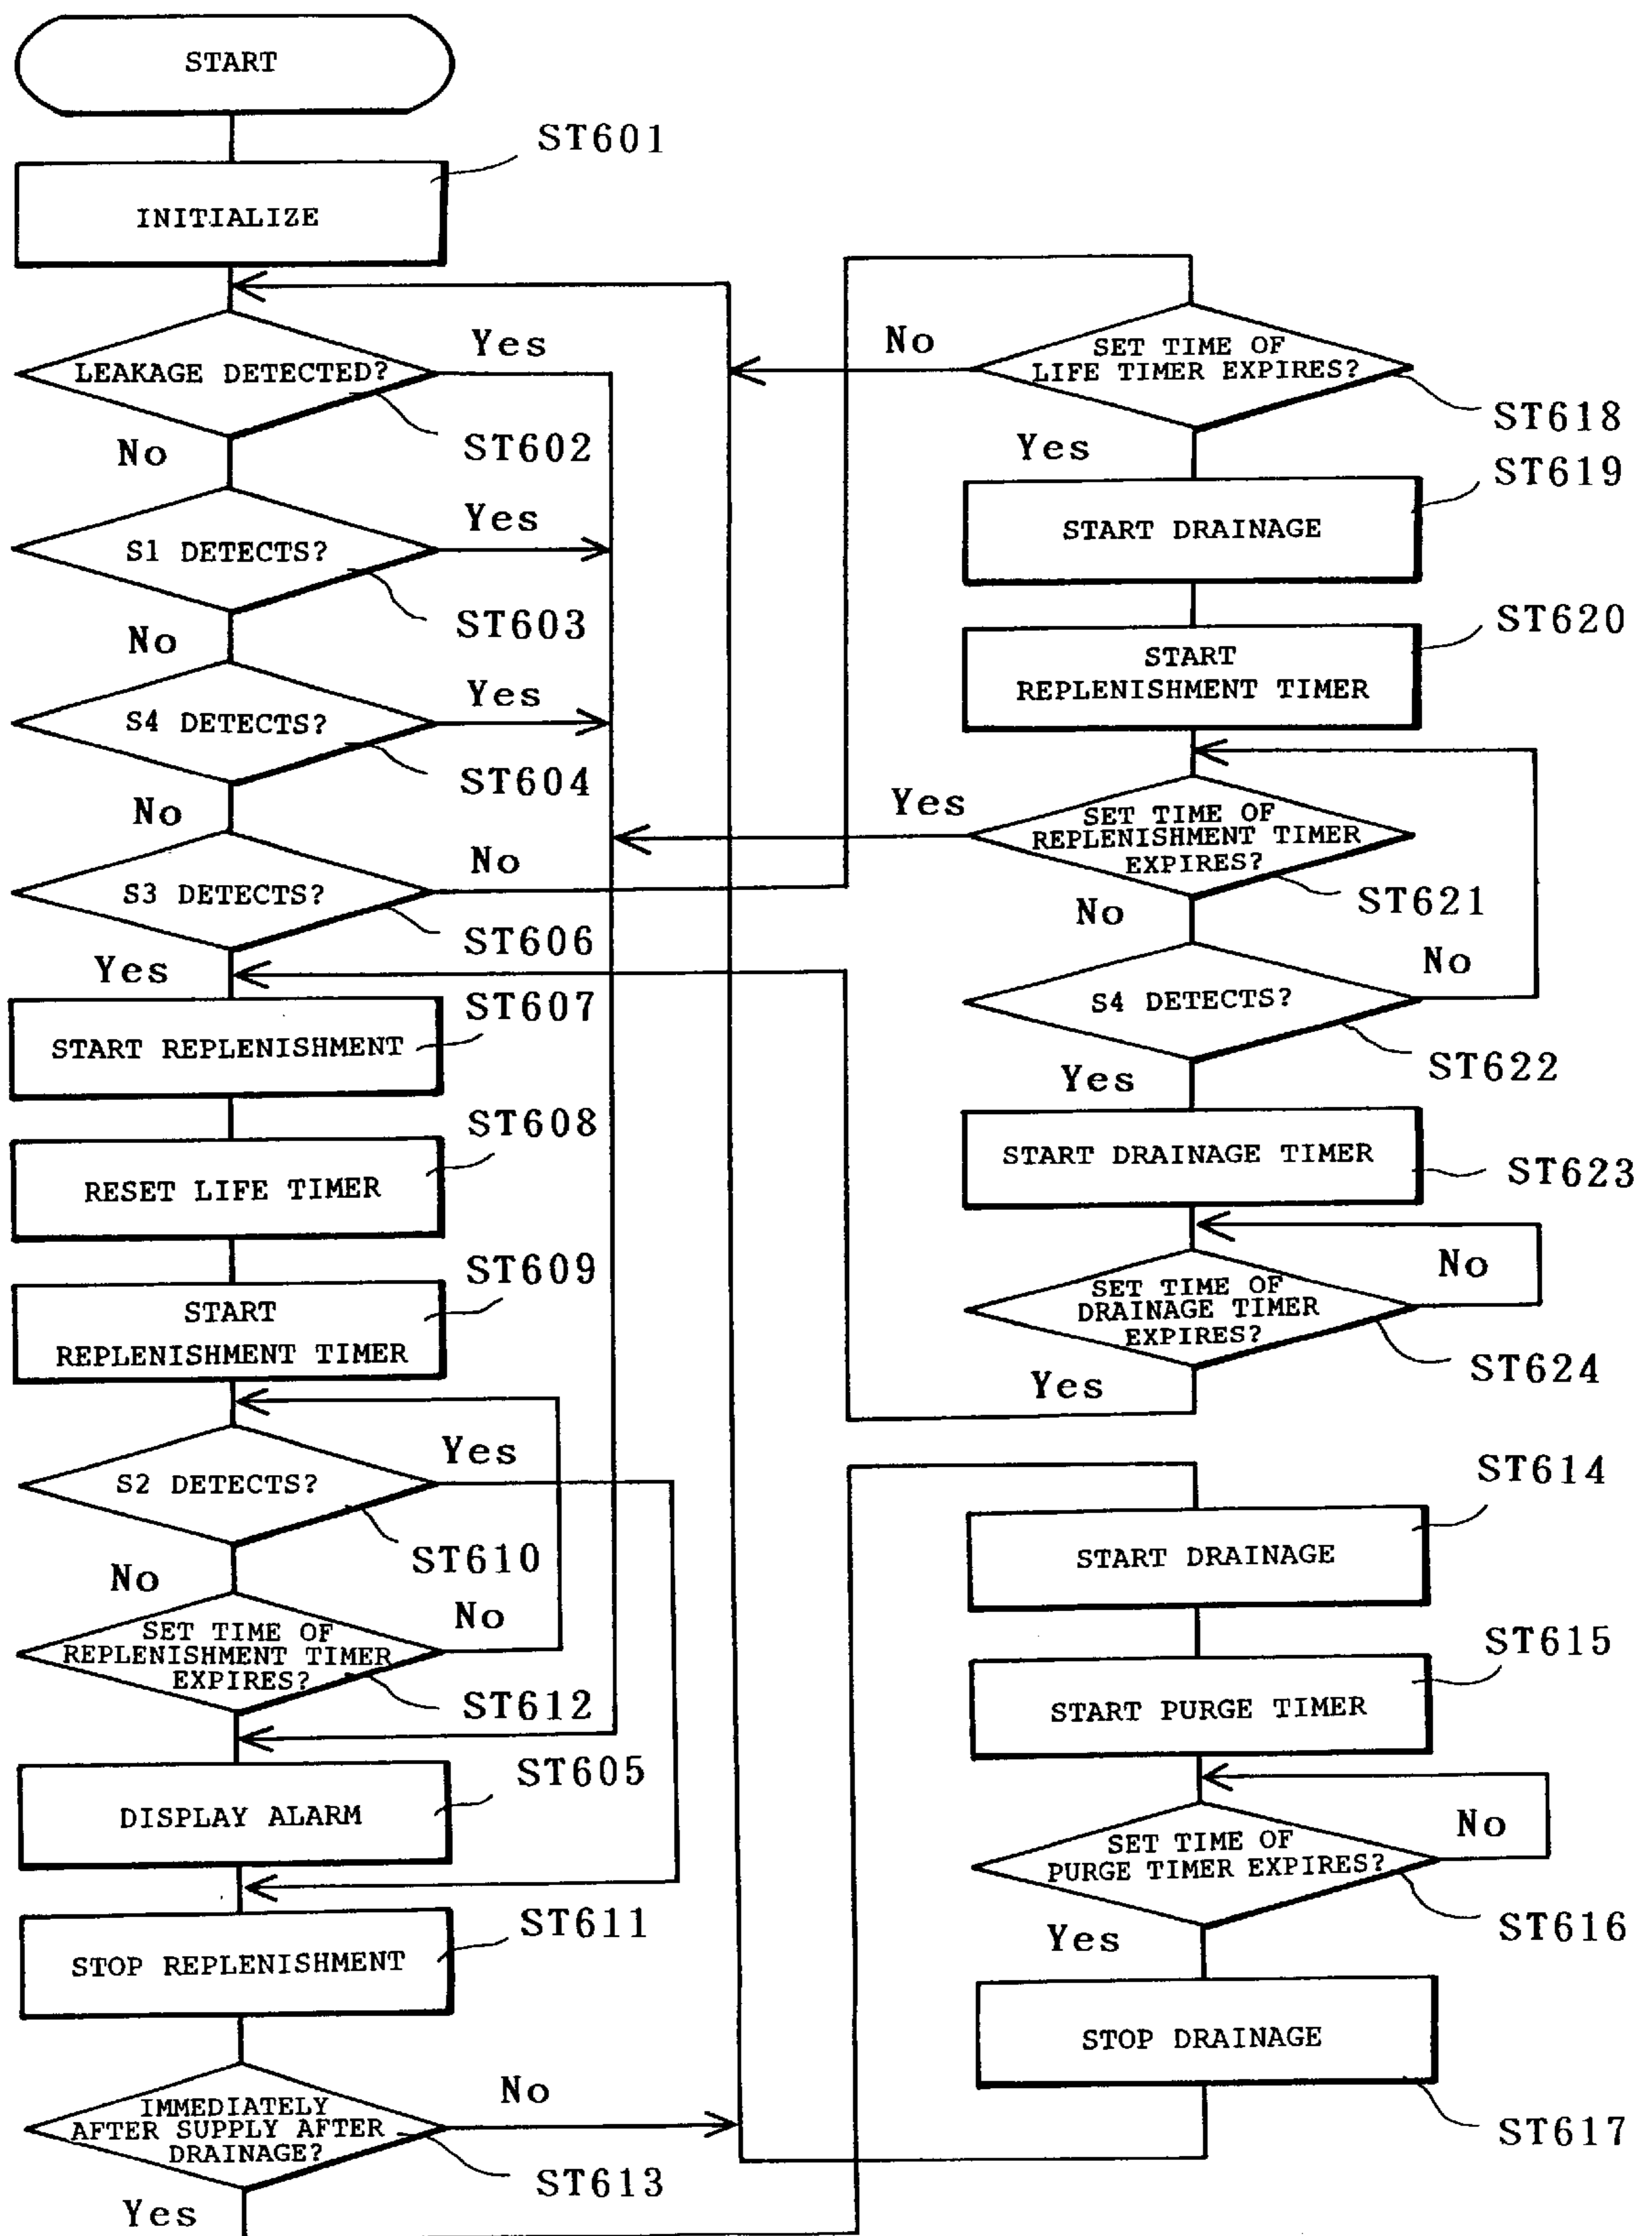 START
ST601
INITIALIZE
LEAKAGE DETECTED?
Yes
ST602
No
S1 DETECTS?
Yes
ST603
No
S4 DETECTS?
Yes
ST604
No
S3 DETECTS?
No
ST606
Yes
ST607
START REPLENISHMENT
ST608
RESET LIFE TIMER
ST609
START
REPLENISHMENT TIMER
S2 DETECTS?
Yes
ST610
No
SET TIME OF
REPLENISHMENT TIMER
EXPIRES?
No
ST612
ST605
DISPLAY ALARM
ST611
STOP REPLENISHMENT
IMMEDIATELY
AFTER SUPPLY AFTER
DRAINAGE?
No
ST613
Yes
No
SET TIME OF
LIFE TIMER EXPIRES?
ST618
Yes
ST619
START DRAINAGE
ST620
START
REPLENISHMENT TIMER
Yes
SET TIME OF
REPLENISHMENT TIMER
EXPIRES?
ST621
No
S4 DETECTS?
No
ST622
Yes
START DRAINAGE TIMER
ST623
SET TIME OF
DRAINAGE TIMER
EXPIRES?
No
ST624
Yes
ST614
START DRAINAGE
ST615
START PURGE TIMER
SET TIME OF
PURGE TIMER EXPIRES?
No
ST616
Yes
STOP DRAINAGE
ST617